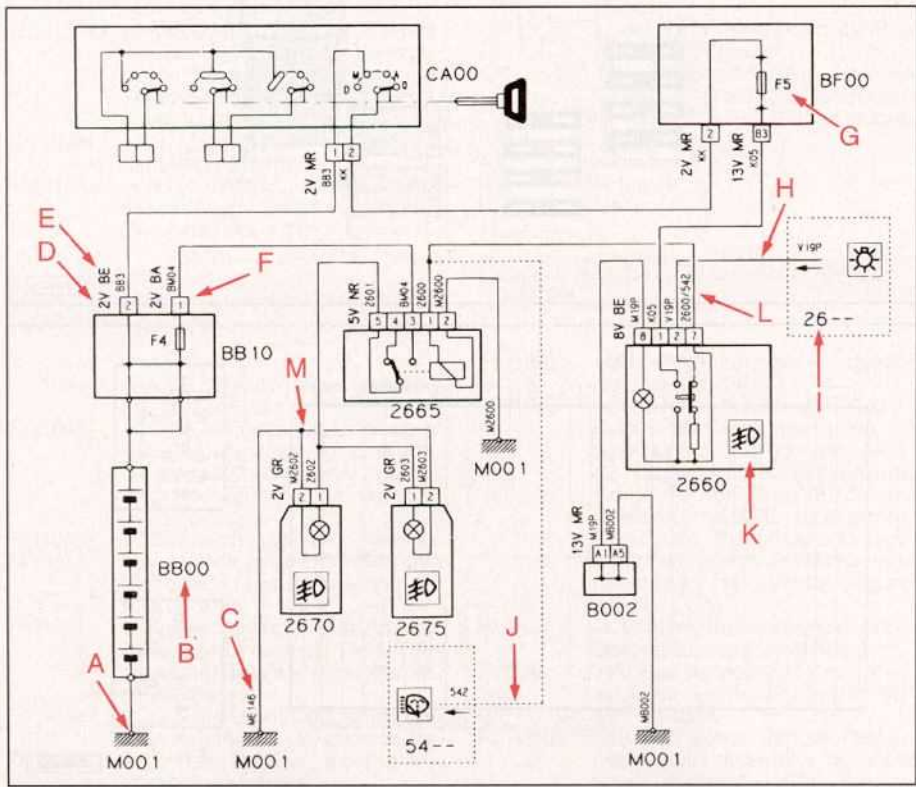 CA00
M A
D
BF00
F5
G
1 2
2V MR
BB3
KK
2
2V MR
KK
B3
13V MR
K05
H
V19P
26--
I
E
D
2V BE
BB3
2
2V BA
BM04
1
F
F4
BB10
5V NR
2601
BM04
2600
M2600
5 4 3 1 2
2665
M2600
M001
8V BE
M19P
K05
V19P
2600/542
8 1 2 7
L
2660
K
M
2V GR
M2602
2602
2 1
2670
2V GR
2603
M2603
1 2
2675
BB00
B
13V MR
M19P
MB002
A1 A5
B002
A
C
ME146
J
542
54--
MB002
M001
M001
M001